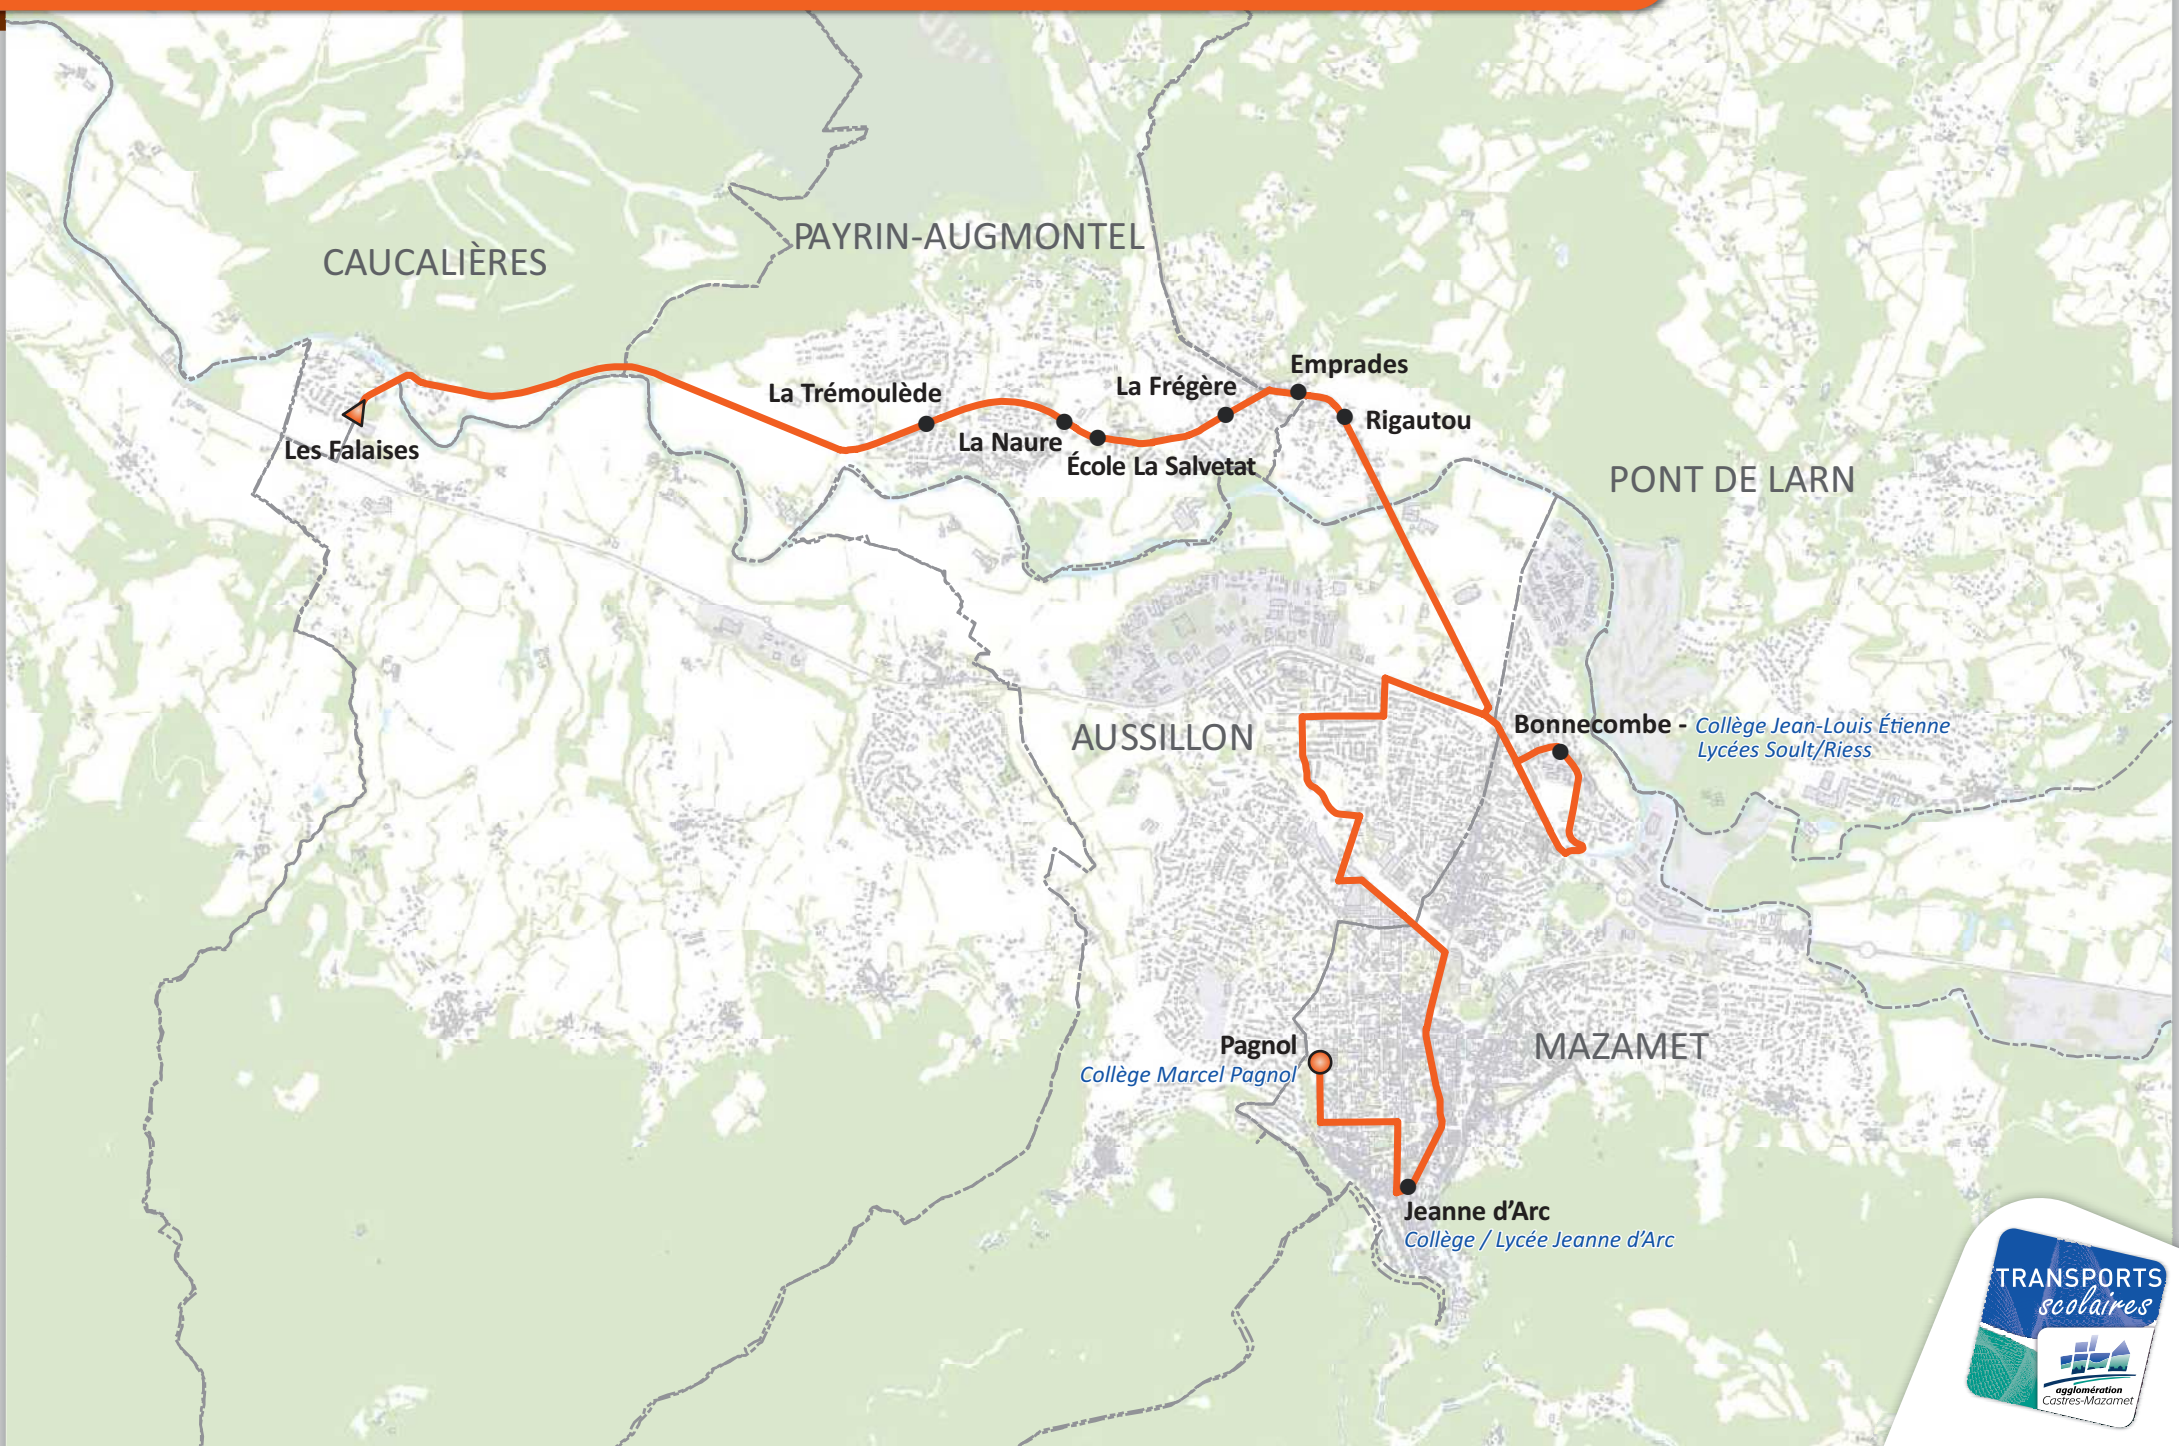 PAYRIN-AUGMONTEL
CAUCALIÈRES
Emprades
La Trémoulède
La Frégère
Rigautou
Les Falaises
La Naure
École La Salvetat
PONT DE LARN
AUSSILLON
Bonnecombe - Collège Jean-Louis Étienne
Lycées Soult/Riess
Pagnol
Collège Marcel Pagnol
MAZAMET
Jeanne d'Arc
Collège / Lycée Jeanne d'Arc
TRANSPORTS
scolaires
agglomération
Castres-Mazamet